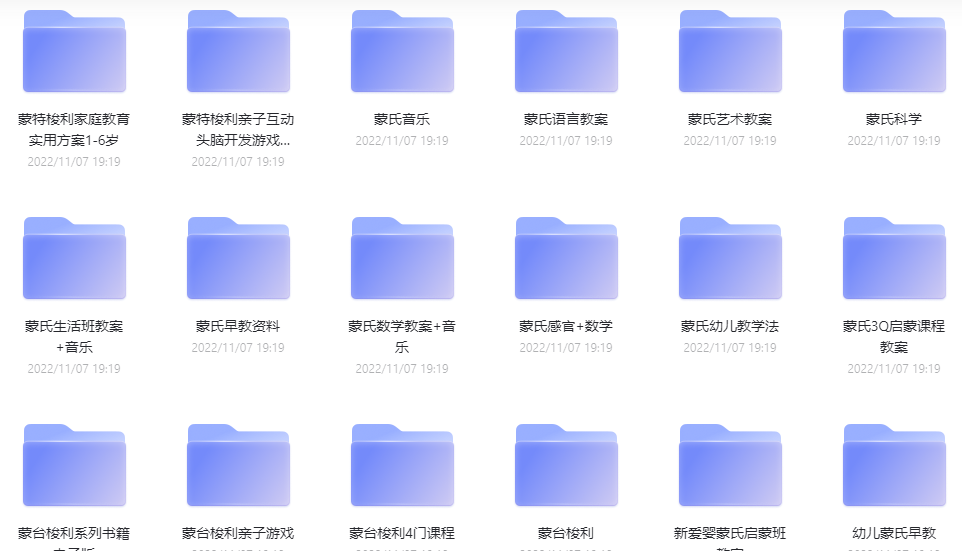 蒙特梭利家庭教育
实用方案1-6岁
2022/11/07 19:19
蒙特梭利亲子互动
头脑开发游戏...
2022/11/07 19:19
蒙氏音乐
2022/11/07 19:19
蒙氏语言教案
2022/11/07 19:19
蒙氏艺术教案
2022/11/07 19:19
蒙氏科学
2022/11/07 19:19
蒙氏生活班教案
+音乐
2022/11/07 19:19
蒙氏早教资料
2022/11/07 19:19
蒙氏数学教案+音
乐
2022/11/07 19:19
蒙氏感官+数学
2022/11/07 19:19
蒙氏幼儿教学法
2022/11/07 19:19
蒙氏3Q启蒙课程
教案
2022/11/07 19:19
蒙台梭利系列书籍
蒙台梭利亲子游戏
蒙台梭利4门课程
蒙台梭利
新爱婴蒙氏启蒙班
幼儿蒙氏早教